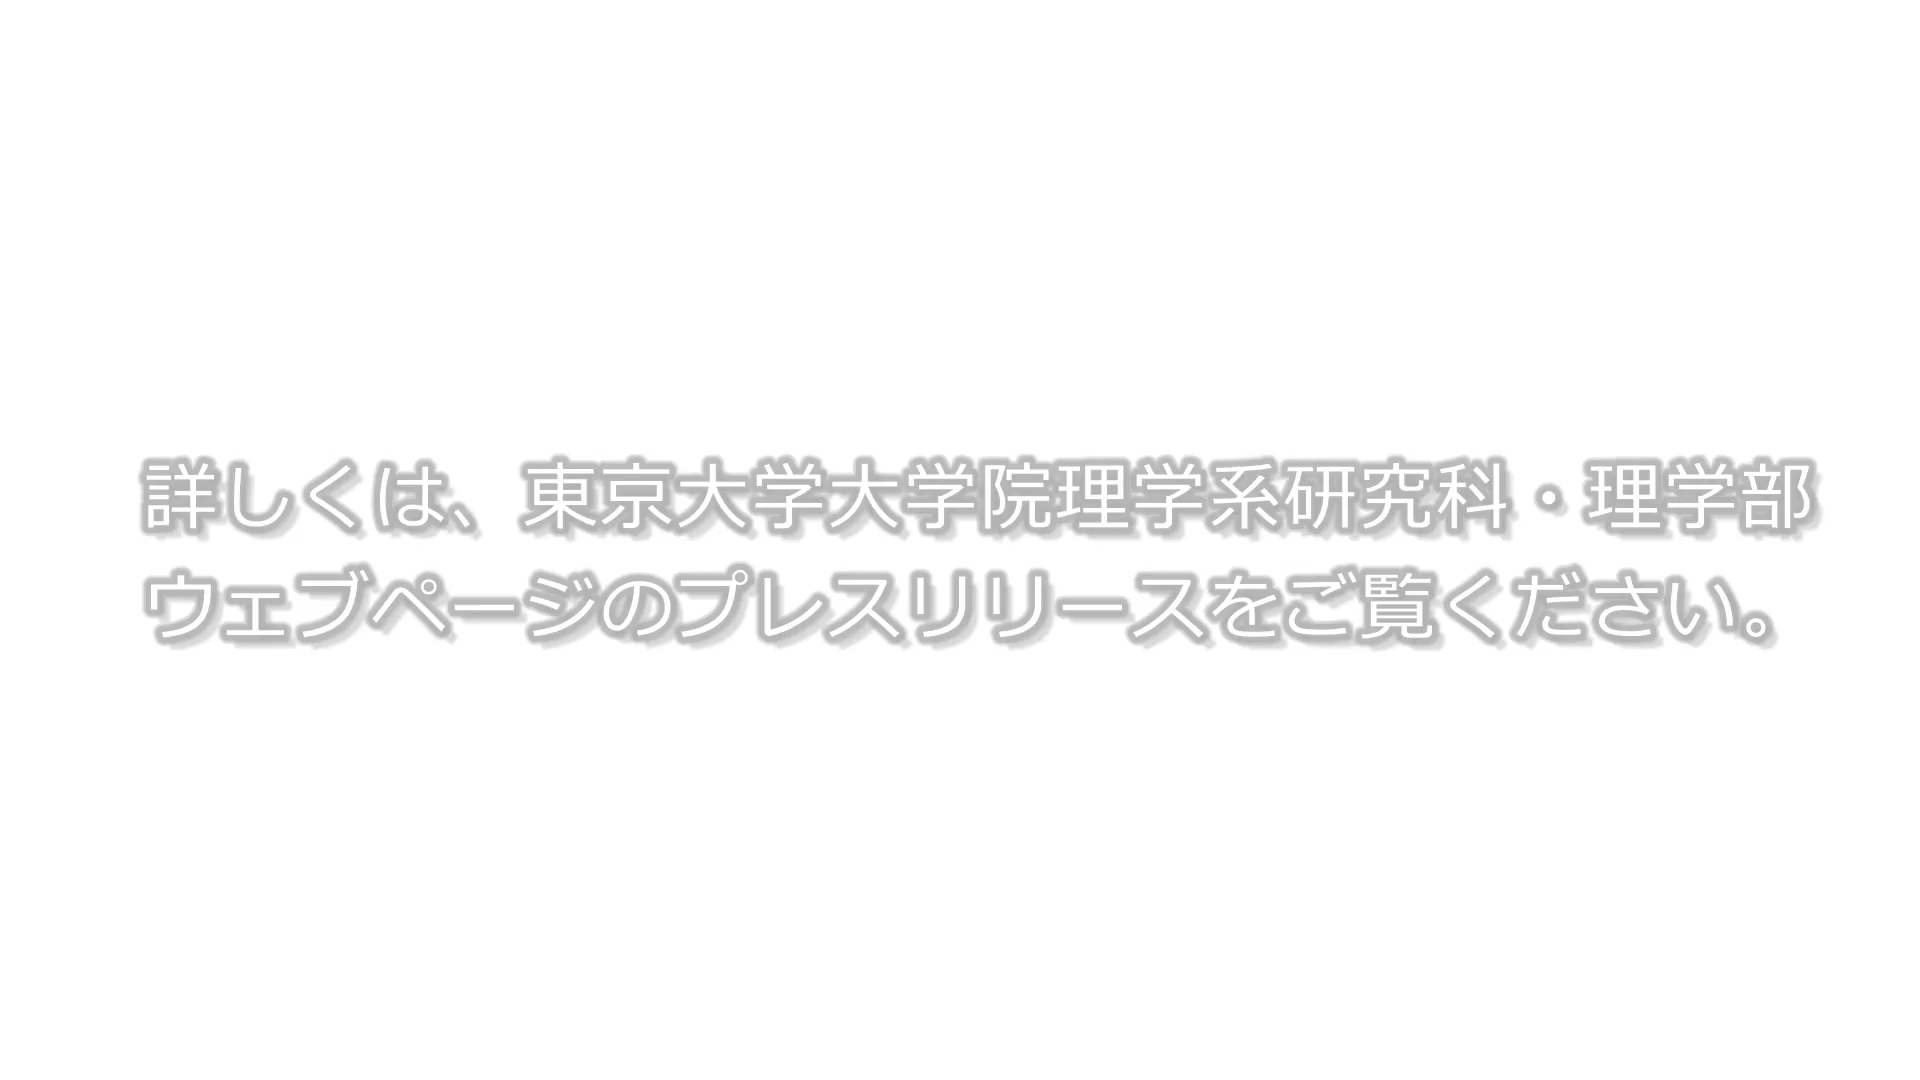 詳しくは、東京大学大学院理学系研究科・理学部
ウェブページのプレスリリースをご覧ください。